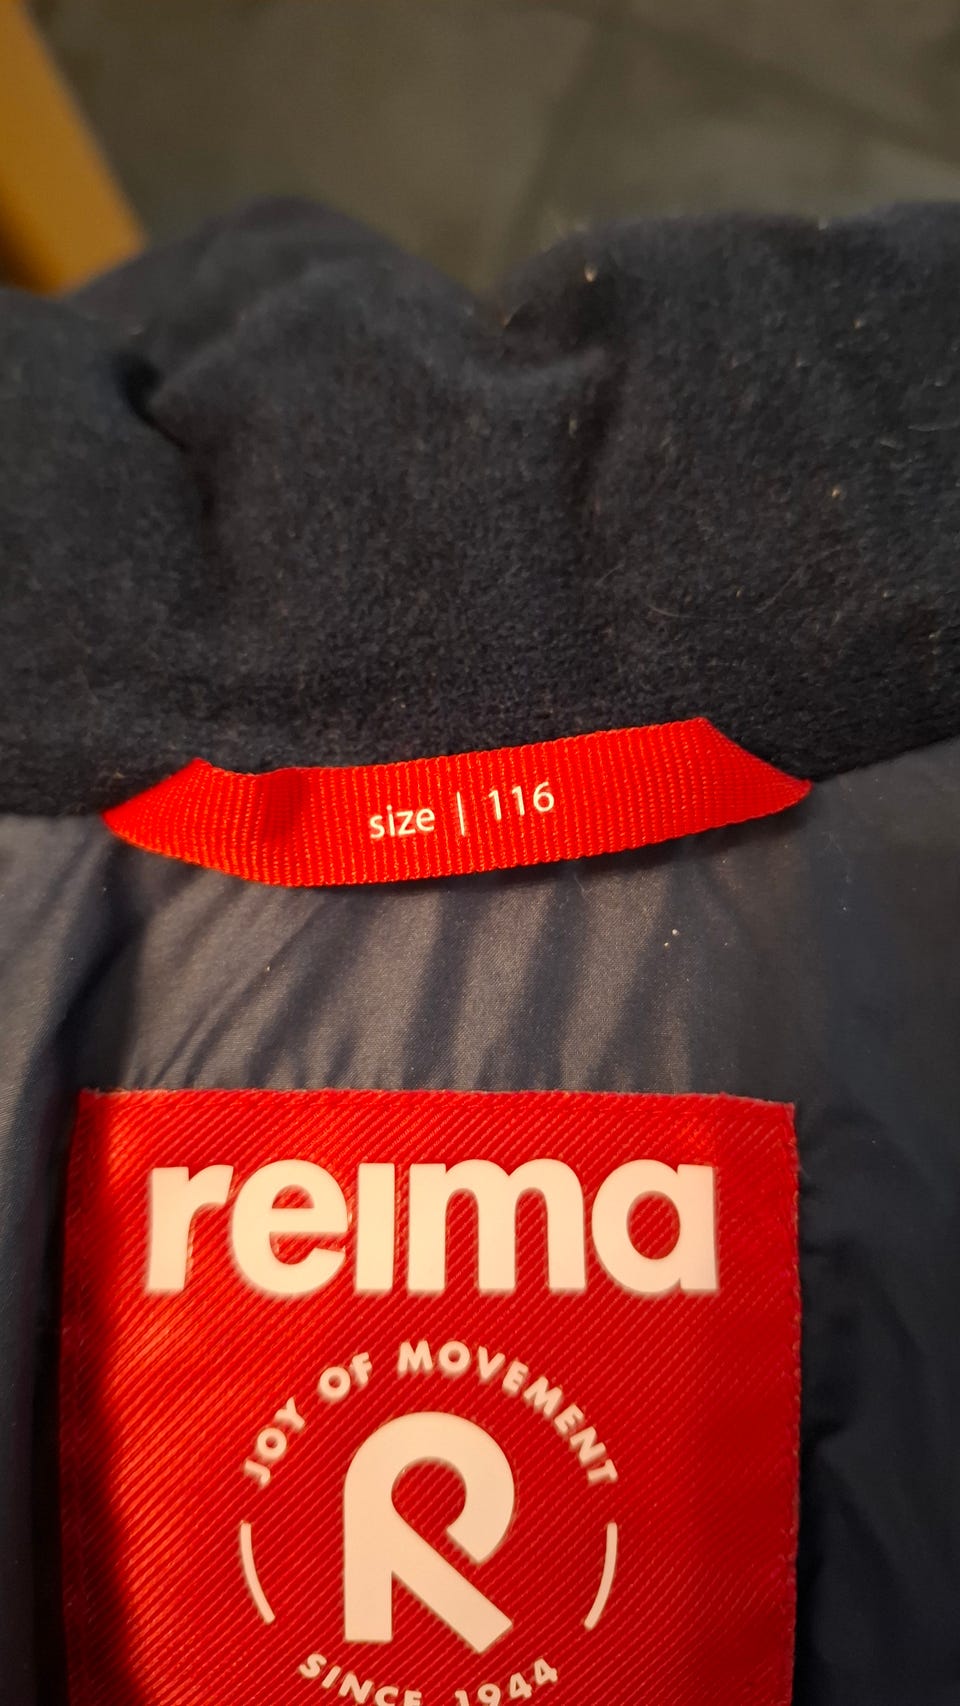 size | 116
reima
JOY OF MOVEMENT
R
SINCE 1944